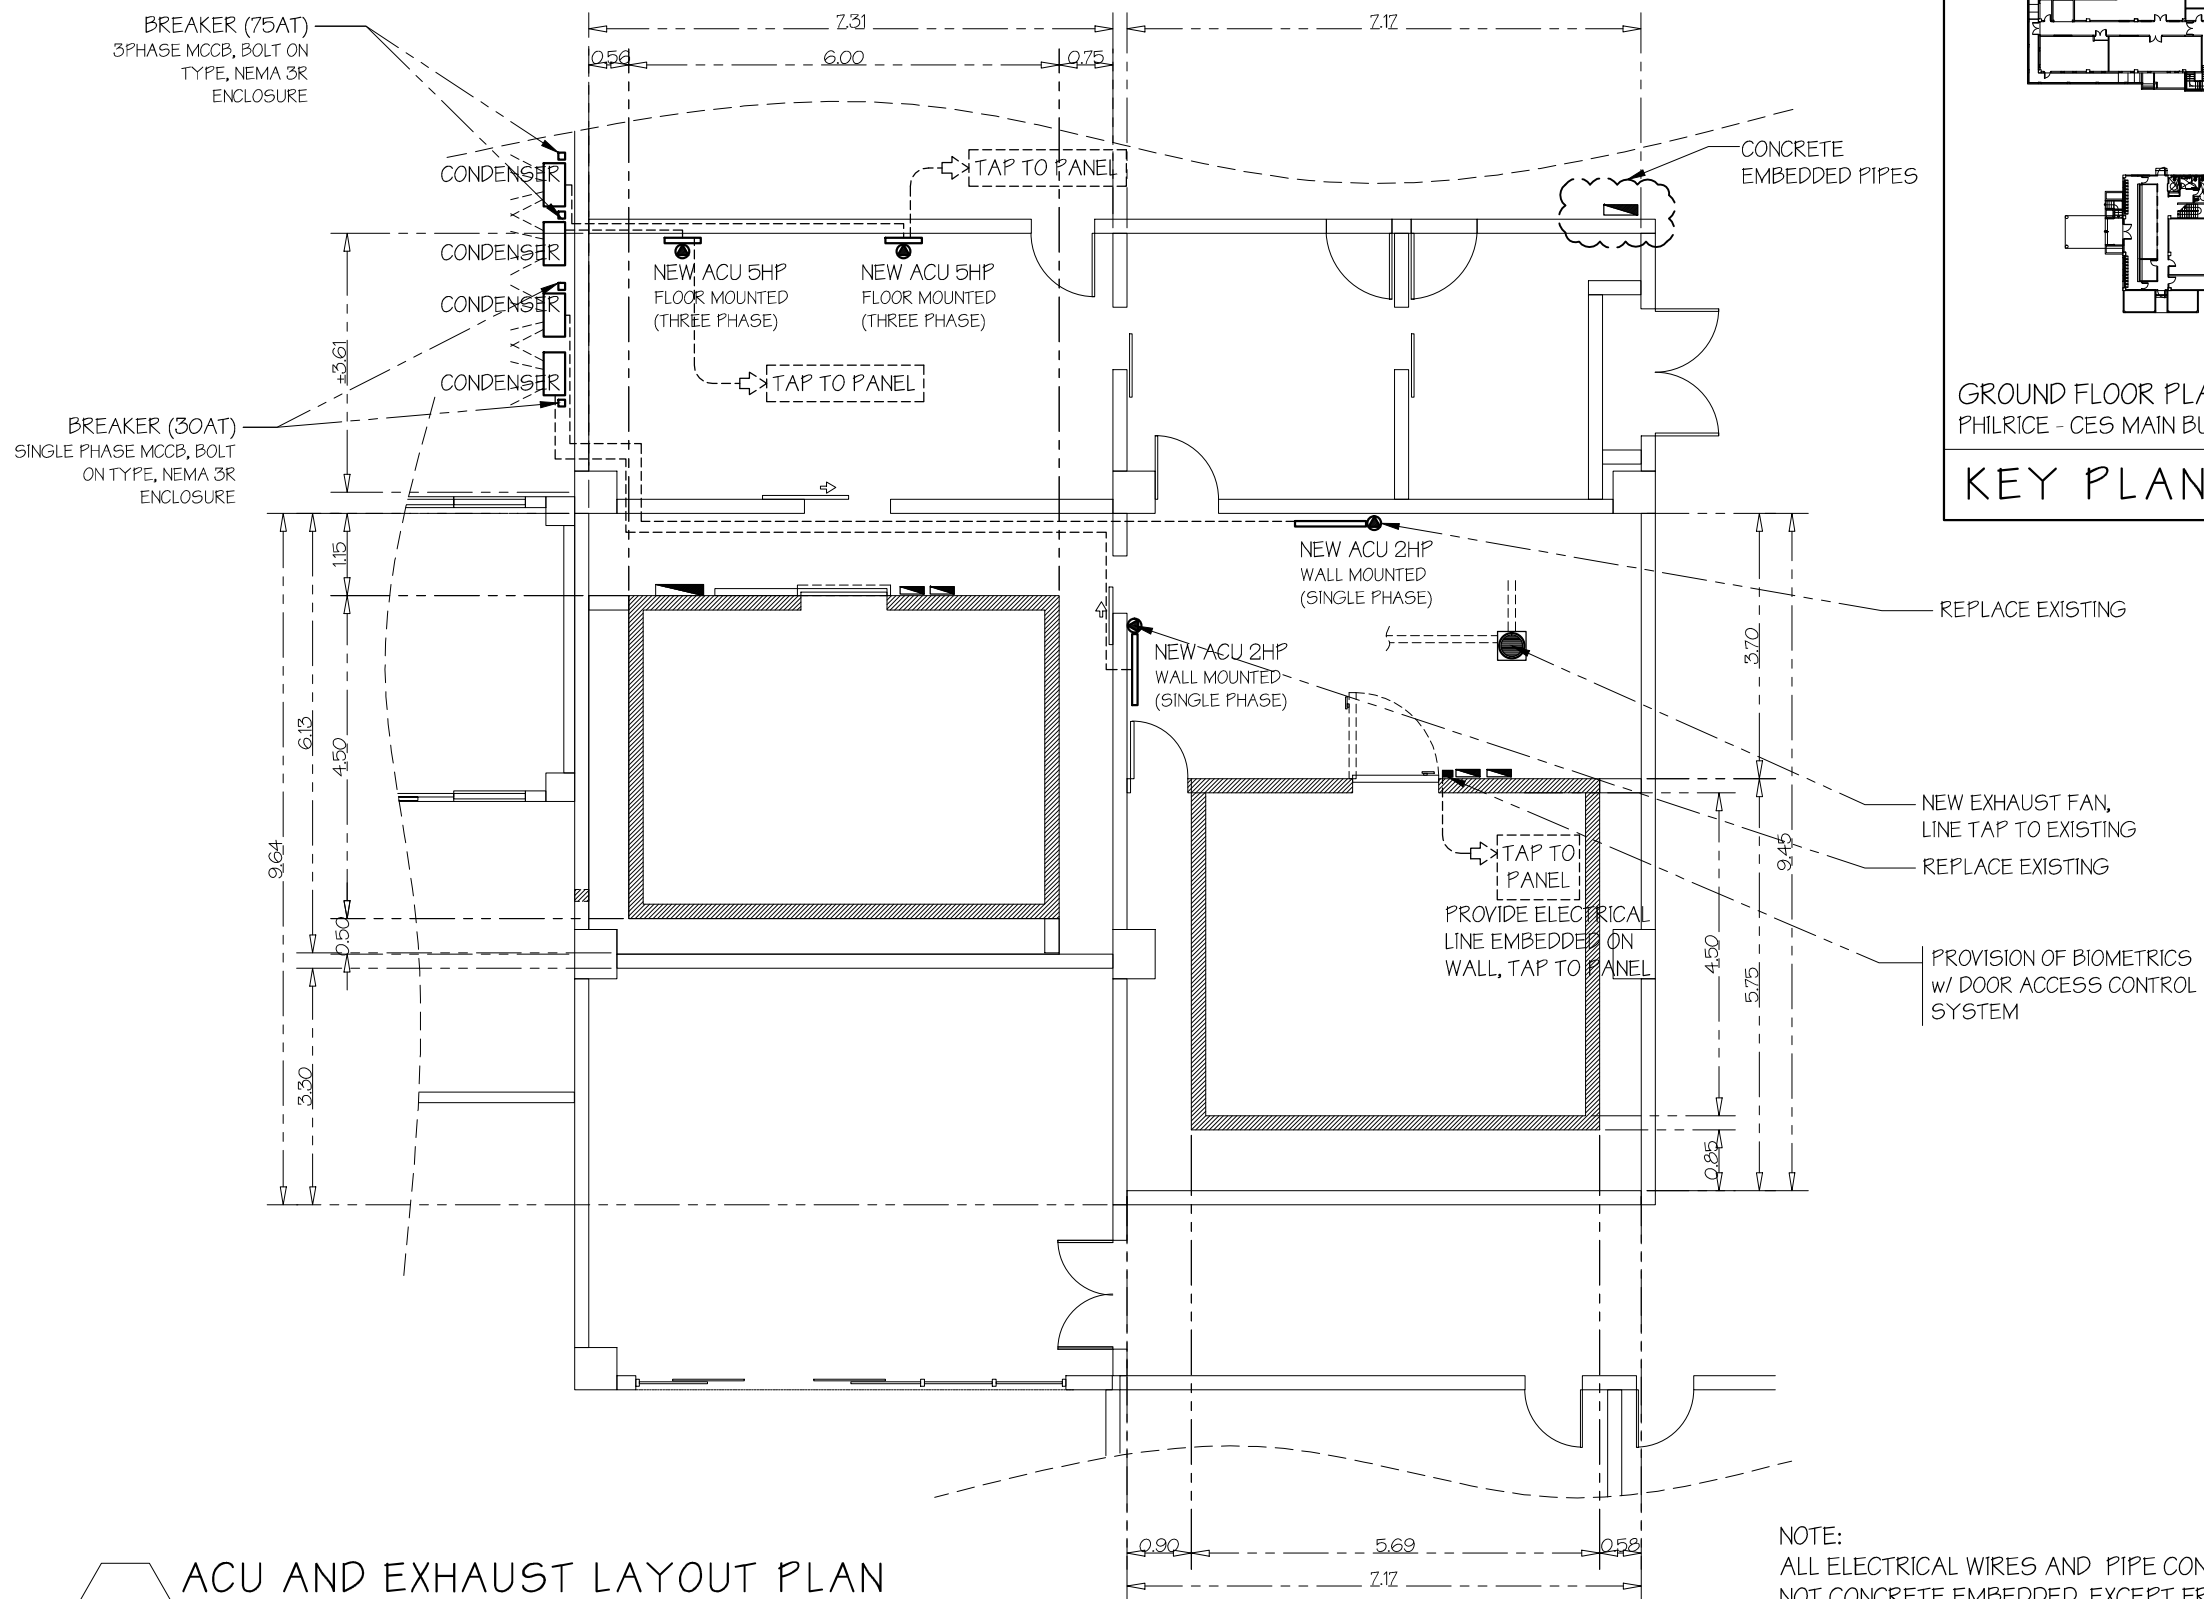 BREAKER (75AT)
3PHASE MCCB, BOLT ON
TYPE, NEMA 3R
ENCLOSURE
7.31
7.17
0.56
6.00
0.75
CONCRETE
EMBEDDED PIPES
TAP TO PANEL
CONDENSER
CONDENSER
CONDENSER
CONDENSER
NEW ACU 5HP
FLOOR MOUNTED
(THREE PHASE)
NEW ACU 5HP
FLOOR MOUNTED
(THREE PHASE)
TAP TO PANEL
±3.61
BREAKER (30AT)
SINGLE PHASE MCCB, BOLT
ON TYPE, NEMA 3R
ENCLOSURE
GROUND FLOOR PLA
PHILRICE - CES MAIN BU
KEY PLAN
1.15
NEW ACU 2HP
WALL MOUNTED
(SINGLE PHASE)
REPLACE EXISTING
NEW ACU 2HP
WALL MOUNTED
(SINGLE PHASE)
3.70
6.13
4.50
9.64
0.50
3.30
NEW EXHAUST FAN,
LINE TAP TO EXISTING
REPLACE EXISTING
9.45
TAP TO
PANEL
PROVIDE ELECTRICAL
LINE EMBEDDED ON
WALL, TAP TO PANEL
PROVISION OF BIOMETRICS
w/ DOOR ACCESS CONTROL
SYSTEM
4.50
5.75
0.85
0.90
5.69
0.58
7.17
ACU AND EXHAUST LAYOUT PLAN
NOTE:
ALL ELECTRICAL WIRES AND PIPE CON
NOT CONCRETE EMBEDDED, EXCEPT FR